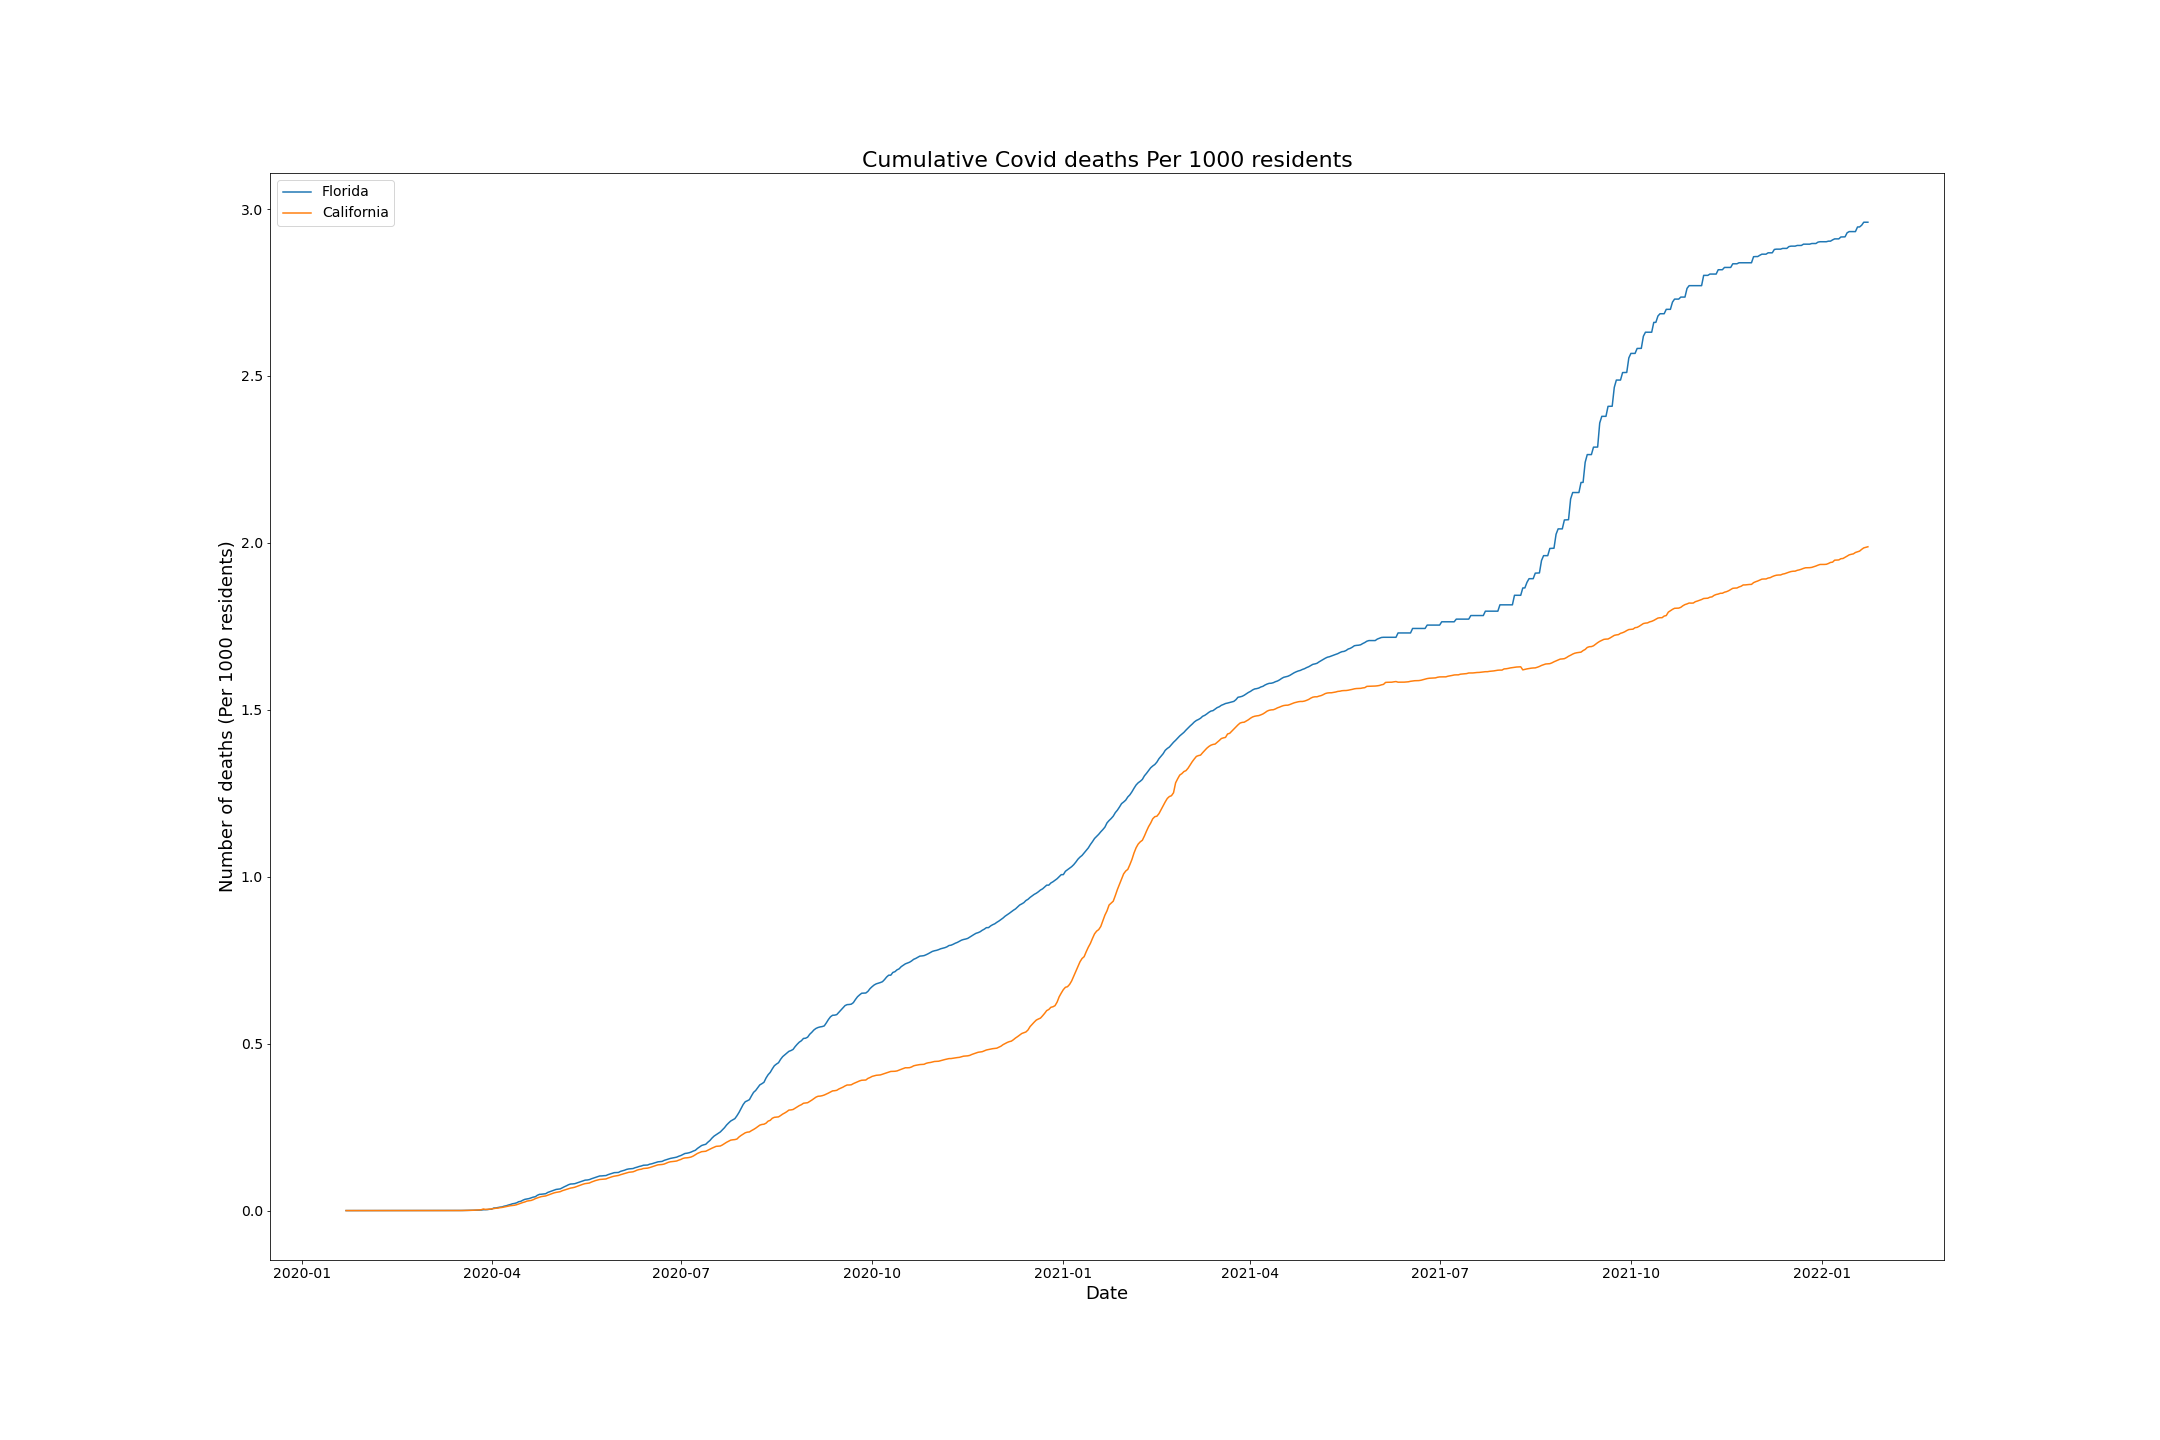 Cumulative Covid deaths Per 1000 residents
Florida
California
3.0
2.5
2.0
1.5
1.0
0.5
0.0
Number of deaths (Per 1000 residents)
2020-01 2020-04 2020-07 2020-10 2021-01 2021-04 2021-07 2021-10 2022-01
Date